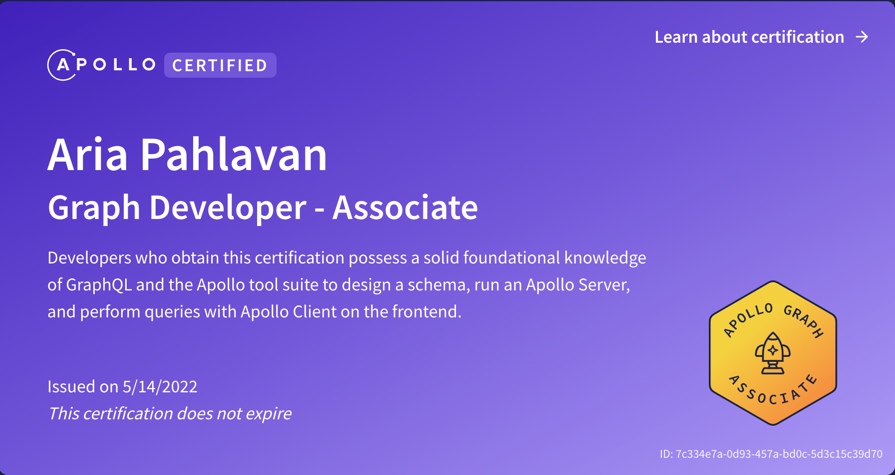 Learn about certification →
APOLLO CERTIFIED
Aria Pahlavan
Graph Developer - Associate
Developers who obtain this certification possess a solid foundational knowledge
of GraphQL and the Apollo tool suite to design a schema, run an Apollo Server,
and perform queries with Apollo Client on the frontend.
APOLLO GRAPH
ASSOCIATE
Issued on 5/14/2022
This certification does not expire
ID: 7c334e7a-0d93-457a-bd0c-5d3c15c39d70